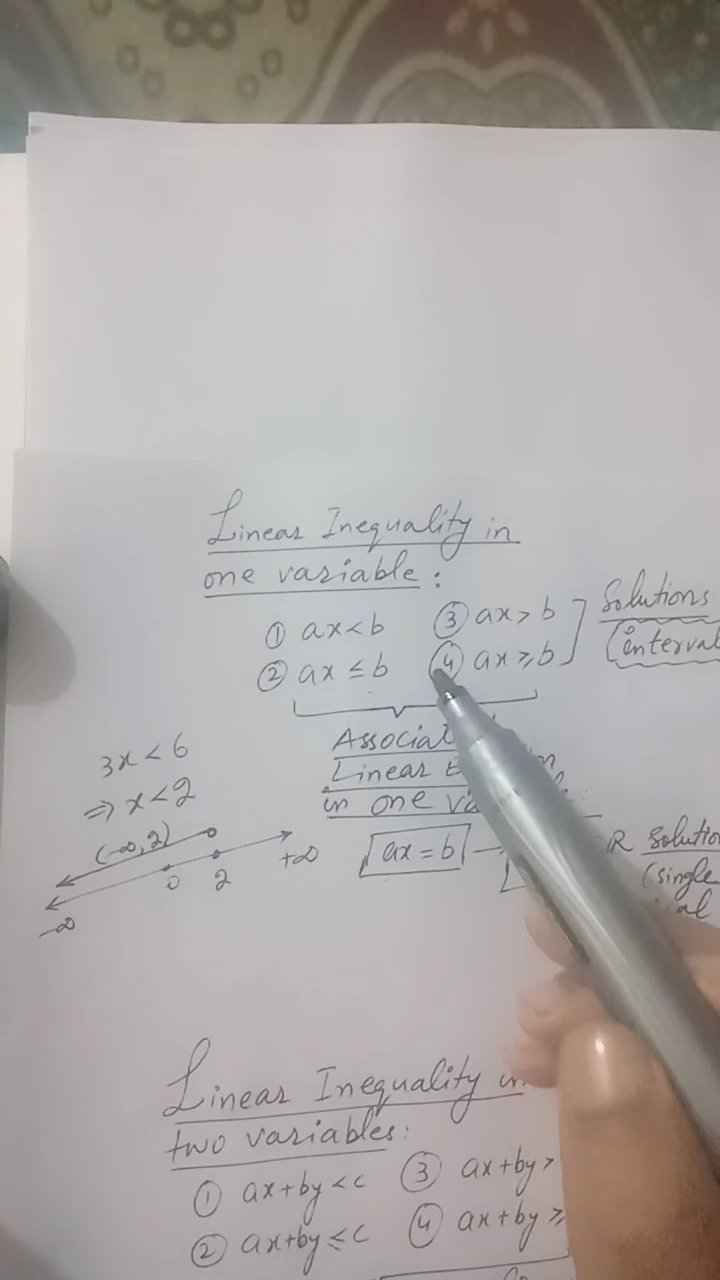 Linear Inequality in
one variable:
① ax < b ③ ax > b
② ax ≤ b ④ ax ≥ b
Solutions
(interval
3x < 6
⇒ x < 2
(-∞, 2)
0 2 +∞
-∞
Linear
in one
ax = b
Solution
(single
Linear Inequality
two variables:
① ax+by < c ③ ax+by >
② ax+by ≤ c ④ ax+by ≥